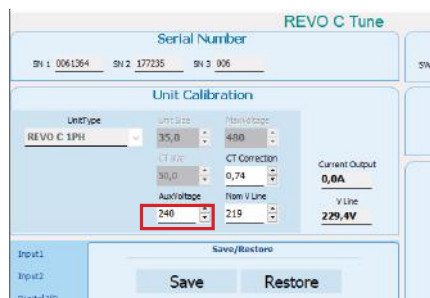 REVO C Tune
Serial Number
SN 1 0061364 SN 2 177235 SN 3 006
SW
Unit Calibration
UnitType Unit Size MaxVoltage
REVO C 1PH 35,0 480
CT size CT Correction
50,0 0,74
Current Output
0,0A
AuxVoltage Nom V Line
240 219
V Line
229,4V
Input1
Save/Restore
Input2
Save Restore